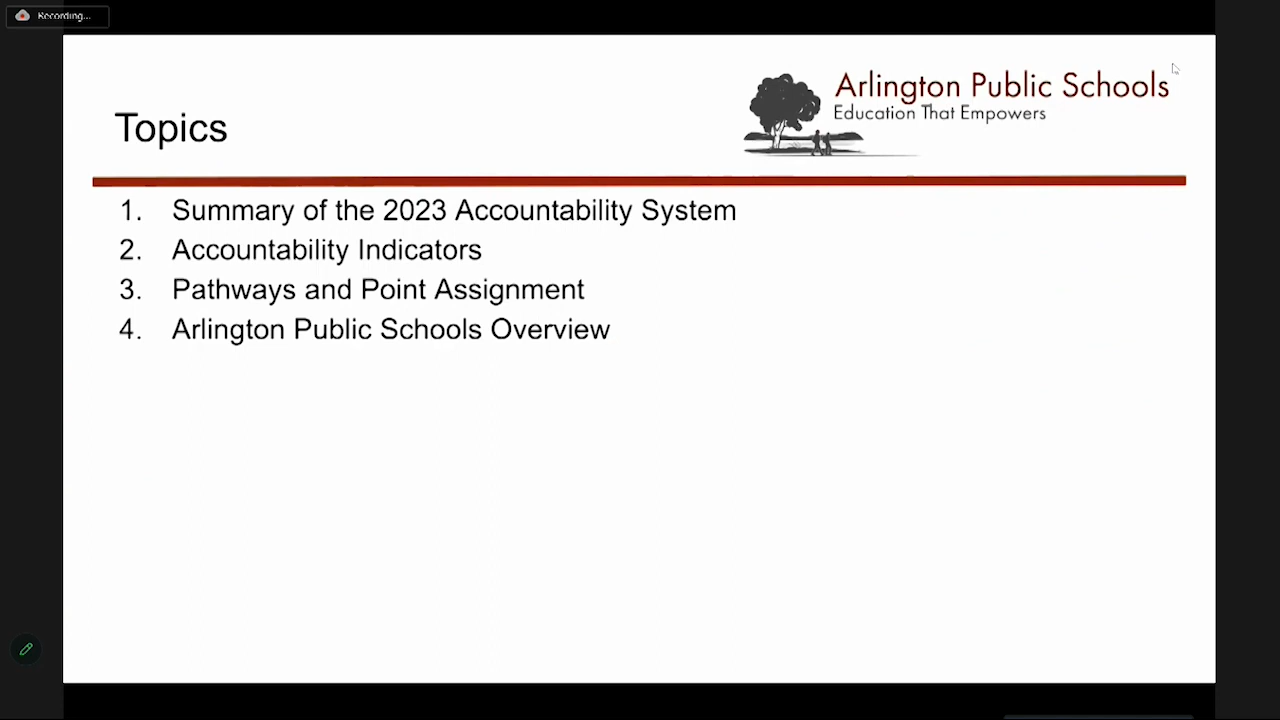 Recording...
Arlington Public Schools
Education That Empowers
Topics
1. Summary of the 2023 Accountability System
2. Accountability Indicators
3. Pathways and Point Assignment
4. Arlington Public Schools Overview